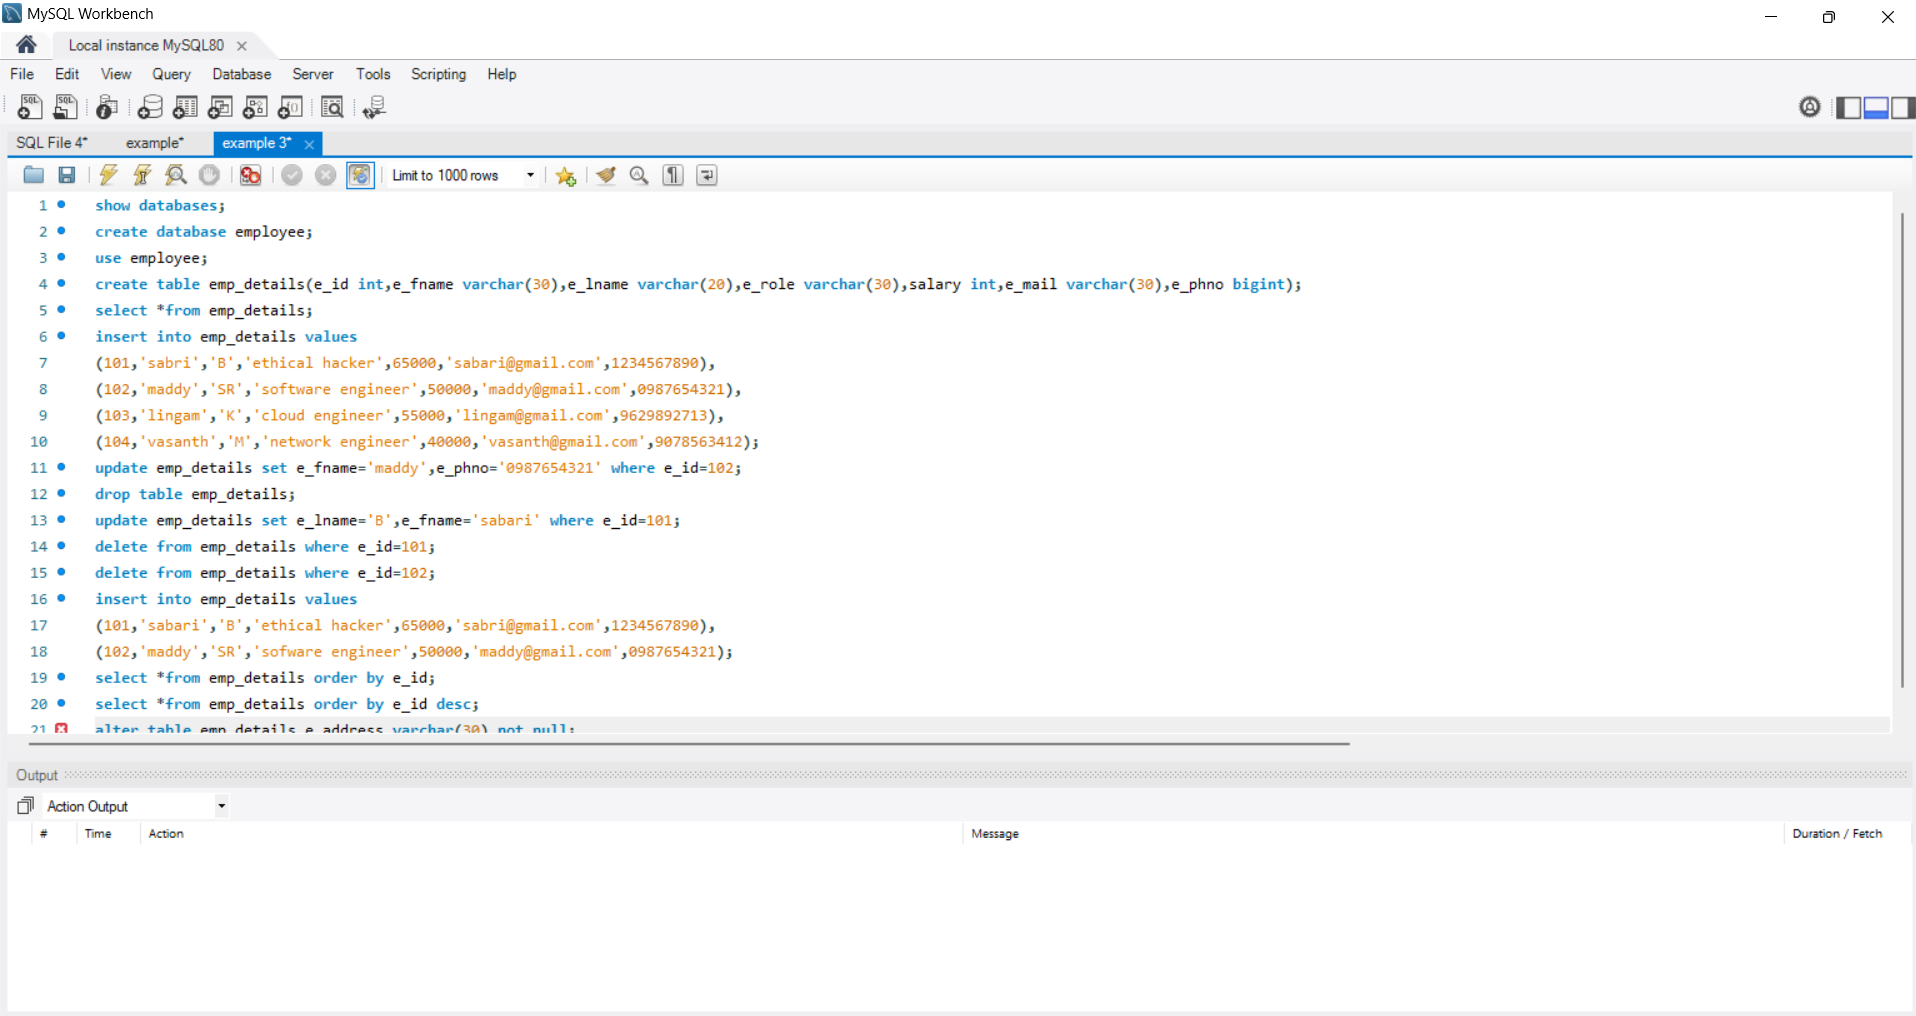 MySQL Workbench
Local instance MySQL80
File Edit View Query Database Server Tools Scripting Help
SQL File 4* example* example 3*
Limit to 1000 rows
1 show databases;
2 create database employee;
3 use employee;
4 create table emp_details(e_id int,e_fname varchar(30),e_lname varchar(20),e_role varchar(30),salary int,e_mail varchar(30),e_phno bigint);
5 select *from emp_details;
6 insert into emp_details values
7 (101,'sabri','B','ethical hacker',65000,'sabari@gmail.com',1234567890),
8 (102,'maddy','SR','software engineer',50000,'maddy@gmail.com',0987654321),
9 (103,'lingam','K','cloud engineer',55000,'lingam@gmail.com',9629892713),
10 (104,'vasanth','M','network engineer',40000,'vasanth@gmail.com',9078563412);
11 update emp_details set e_fname='maddy',e_phno='0987654321' where e_id=102;
12 drop table emp_details;
13 update emp_details set e_lname='B',e_fname='sabari' where e_id=101;
14 delete from emp_details where e_id=101;
15 delete from emp_details where e_id=102;
16 insert into emp_details values
17 (101,'sabari','B','ethical hacker',65000,'sabri@gmail.com',1234567890),
18 (102,'maddy','SR','sofware engineer',50000,'maddy@gmail.com',0987654321);
19 select *from emp_details order by e_id;
20 select *from emp_details order by e_id desc;
21 alter table emp_details e_address varchar(30) not null;
Output
Action Output
# Time Action Message Duration / Fetch